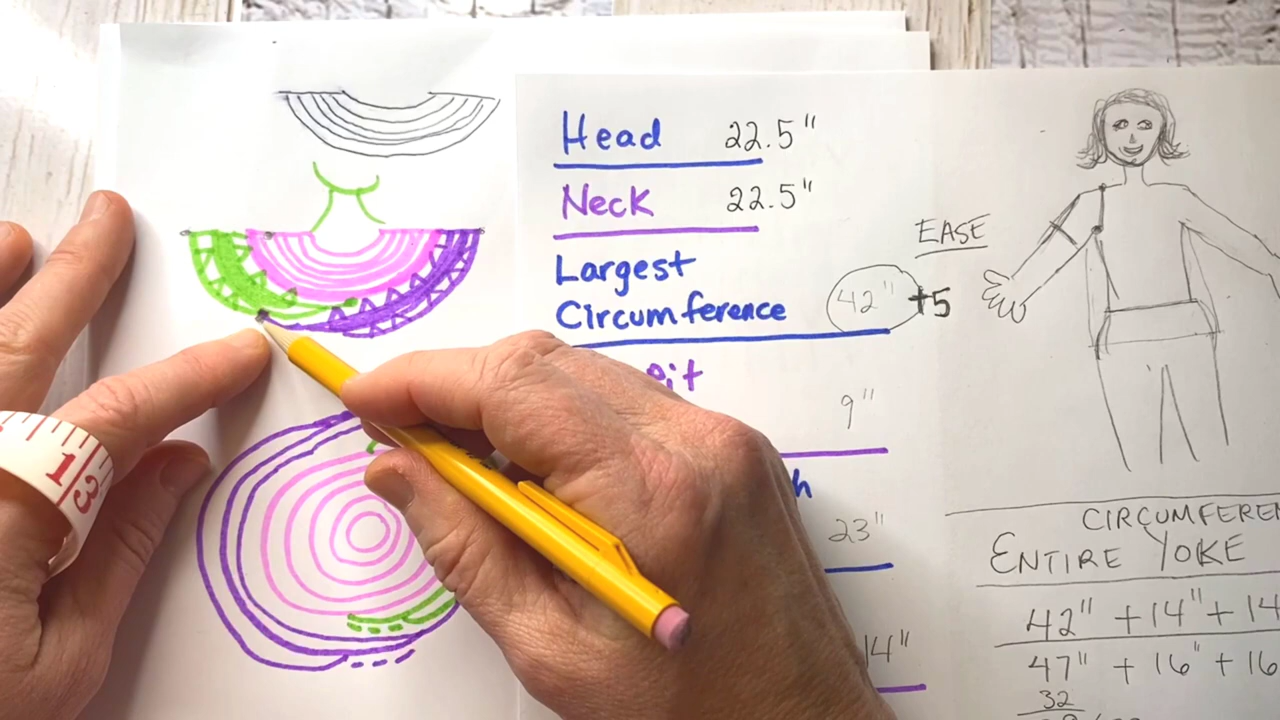 Head 22.5"
Neck 22.5"
Largest
Circumference 42" +5
EASE
9"
23"
14"
ENTIRE YOKE
42" + 14" + 14
47" + 16" + 16
32
13